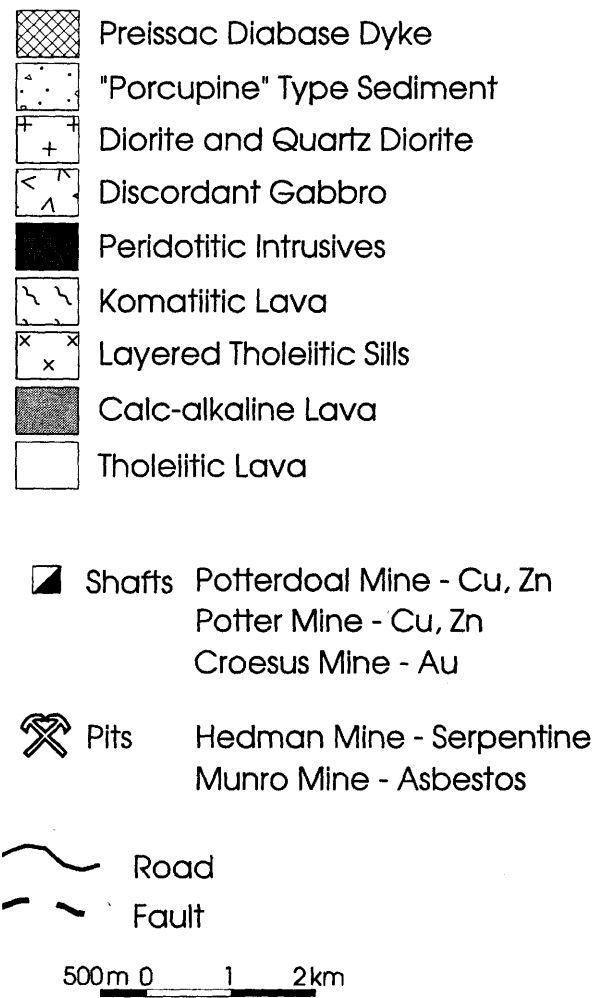 Preissac Diabase Dyke
"Porcupine" Type Sediment
Diorite and Quartz Diorite
Discordant Gabbro
Peridotitic Intrusives
Komatiitic Lava
Layered Tholeiitic Sills
Calc-alkaline Lava
Tholeiitic Lava
Shafts Potterdoal Mine - Cu, Zn
Potter Mine - Cu, Zn
Croesus Mine - Au
Pits Hedman Mine - Serpentine
Munro Mine - Asbestos
Road
Fault
500m 0 1 2km